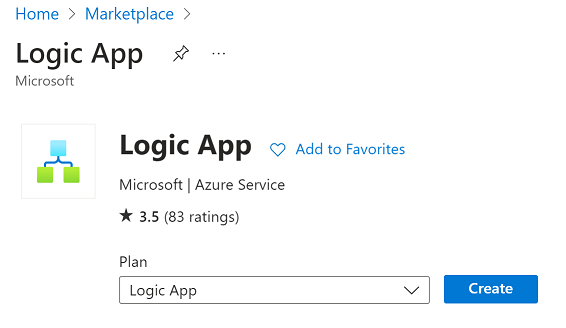 Home > Marketplace >
Logic App ...
Microsoft
Logic App Add to Favorites
Microsoft | Azure Service
★ 3.5 (83 ratings)
Plan
Logic App
Create